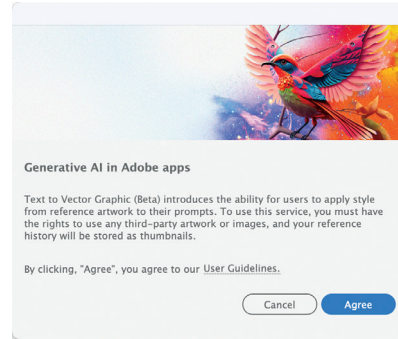 Generative AI in Adobe apps
Text to Vector Graphic (Beta) introduces the ability for users to apply style
from reference artwork to their prompts. To use this service, you must have
the rights to use any third-party artwork or images, and your reference
history will be stored as thumbnails.
By clicking, "Agree", you agree to our User Guidelines.
Cancel Agree